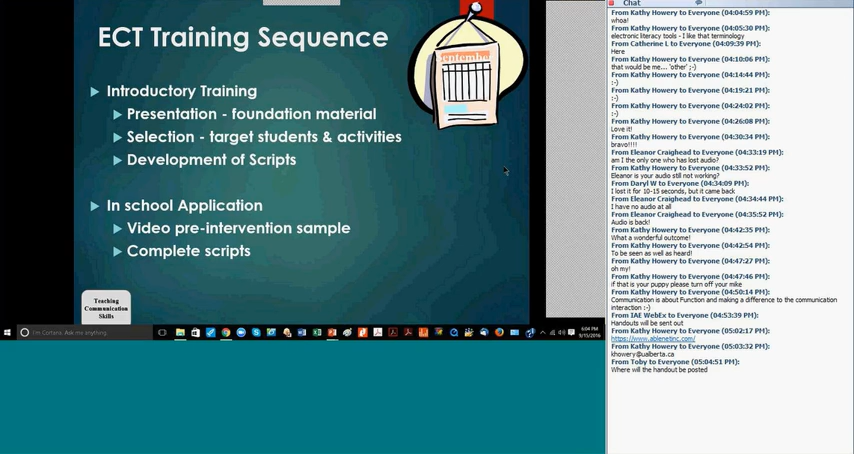 ECT Training Sequence
September
Introductory Training
Presentation - foundation material
Selection - target students & activities
Development of Scripts
In school Application
Video pre-intervention sample
Complete scripts
Teaching
Communication
Skills
I'm Cortana. Ask me anything.
6:04 PM
9/15/2016
Chat
From Kathy Howery to Everyone (04:04:59 PM):
whoa!
From Kathy Howery to Everyone (04:05:30 PM):
electronic literacy tools - I like that terminology
From Catherine L to Everyone (04:09:39 PM):
Here
From Kathy Howery to Everyone (04:10:06 PM):
that would be me... 'other' ;-)
From Kathy Howery to Everyone (04:14:44 PM):
:-)
From Kathy Howery to Everyone (04:19:21 PM):
:-)
From Kathy Howery to Everyone (04:24:02 PM):
:-)
From Kathy Howery to Everyone (04:26:08 PM):
Love it!
From Kathy Howery to Everyone (04:30:34 PM):
bravo!!!!
From Eleanor Craighead to Everyone (04:33:19 PM):
am I the only one who has lost audio?
From Kathy Howery to Everyone (04:33:52 PM):
Eleanor is your audio still not working?
From Daryl W to Everyone (04:34:09 PM):
I lost it for 10-15 seconds, but it came back
From Kathy Howery to Everyone (04:34:44 PM):
I have no audio at all
From Eleanor Craighead to Everyone (04:35:52 PM):
Audio is back!
From Kathy Howery to Everyone (04:42:35 PM):
What a wonderful outcome!
From Kathy Howery to Everyone (04:42:54 PM):
To be seen as well as heard!
From Kathy Howery to Everyone (04:47:27 PM):
oh my!
From Kathy Howery to Everyone (04:47:46 PM):
if that is your puppy please turn off your mike
From Kathy Howery to Everyone (04:50:14 PM):
Communication is about Function and making a difference to the communication
interaction :-)
From IAE WebEx to Everyone (04:53:39 PM):
Handouts will be sent out
From Kathy Howery to Everyone (05:02:17 PM):
https://www.ablenetinc.com/
From Kathy Howery to Everyone (05:03:32 PM):
khowery@ualberta.ca
From Toby to Everyone (05:04:51 PM):
Where will the handout be posted